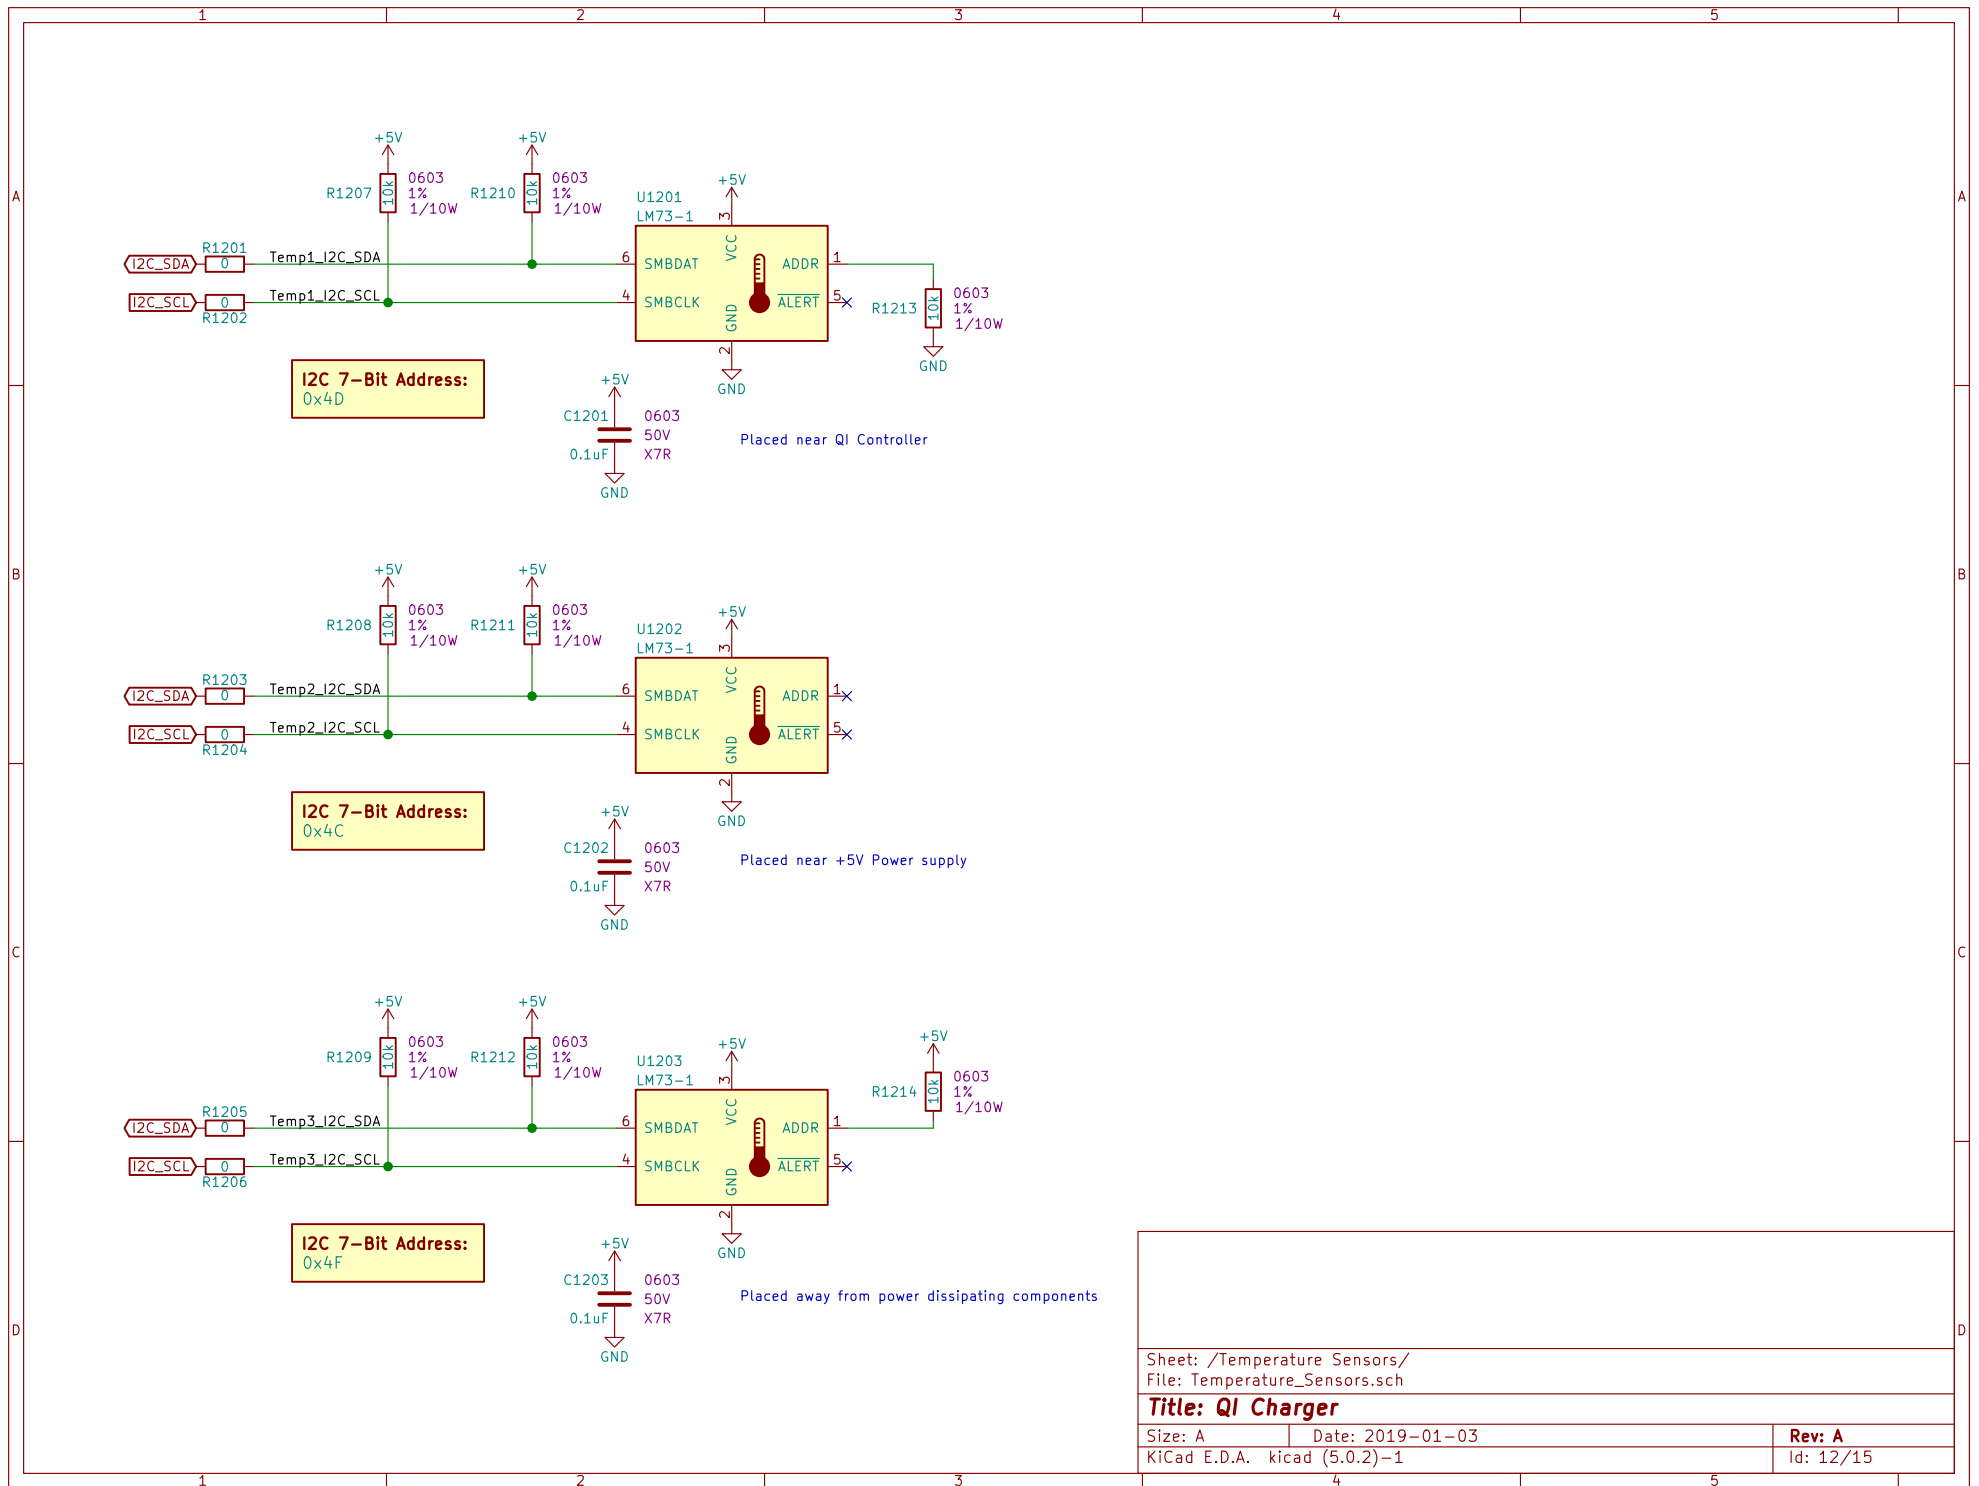 1 2 3 4 5
A A
B B
C C
D D
+5V +5V
R1207 10k 0603
1%
1/10W
R1210 10k 0603
1%
1/10W
U1201
LM73-1
+5V
3
VCC
I2C_SDA R1201 0 Temp1_I2C_SDA 6 SMBDAT ADDR 1
I2C_SCL 0 R1202 Temp1_I2C_SCL 4 SMBCLK ALERT 5
GND
2
GND
R1213 10k 0603
1%
1/10W
GND
I2C 7-Bit Address:
0x4D
+5V
C1201 0603
50V
0.1uF X7R
GND
Placed near QI Controller
+5V +5V
R1208 10k 0603
1%
1/10W
R1211 10k 0603
1%
1/10W
U1202
LM73-1
+5V
3
VCC
I2C_SDA R1203 0 Temp2_I2C_SDA 6 SMBDAT ADDR 1
I2C_SCL 0 R1204 Temp2_I2C_SCL 4 SMBCLK ALERT 5
GND
2
GND
I2C 7-Bit Address:
0x4C
+5V
C1202 0603
50V
0.1uF X7R
GND
Placed near +5V Power supply
+5V +5V
R1209 10k 0603
1%
1/10W
R1212 10k 0603
1%
1/10W
U1203
LM73-1
+5V
3
VCC
+5V
R1214 10k 0603
1%
1/10W
I2C_SDA R1205 0 Temp3_I2C_SDA 6 SMBDAT ADDR 1
I2C_SCL 0 R1206 Temp3_I2C_SCL 4 SMBCLK ALERT 5
GND
2
GND
I2C 7-Bit Address:
0x4F
+5V
C1203 0603
50V
0.1uF X7R
GND
Placed away from power dissipating components
Sheet: /Temperature Sensors/
File: Temperature_Sensors.sch
Title: QI Charger
Size: A Date: 2019-01-03 Rev: A
KiCad E.D.A. kicad (5.0.2)-1 Id: 12/15
1 2 3 4 5